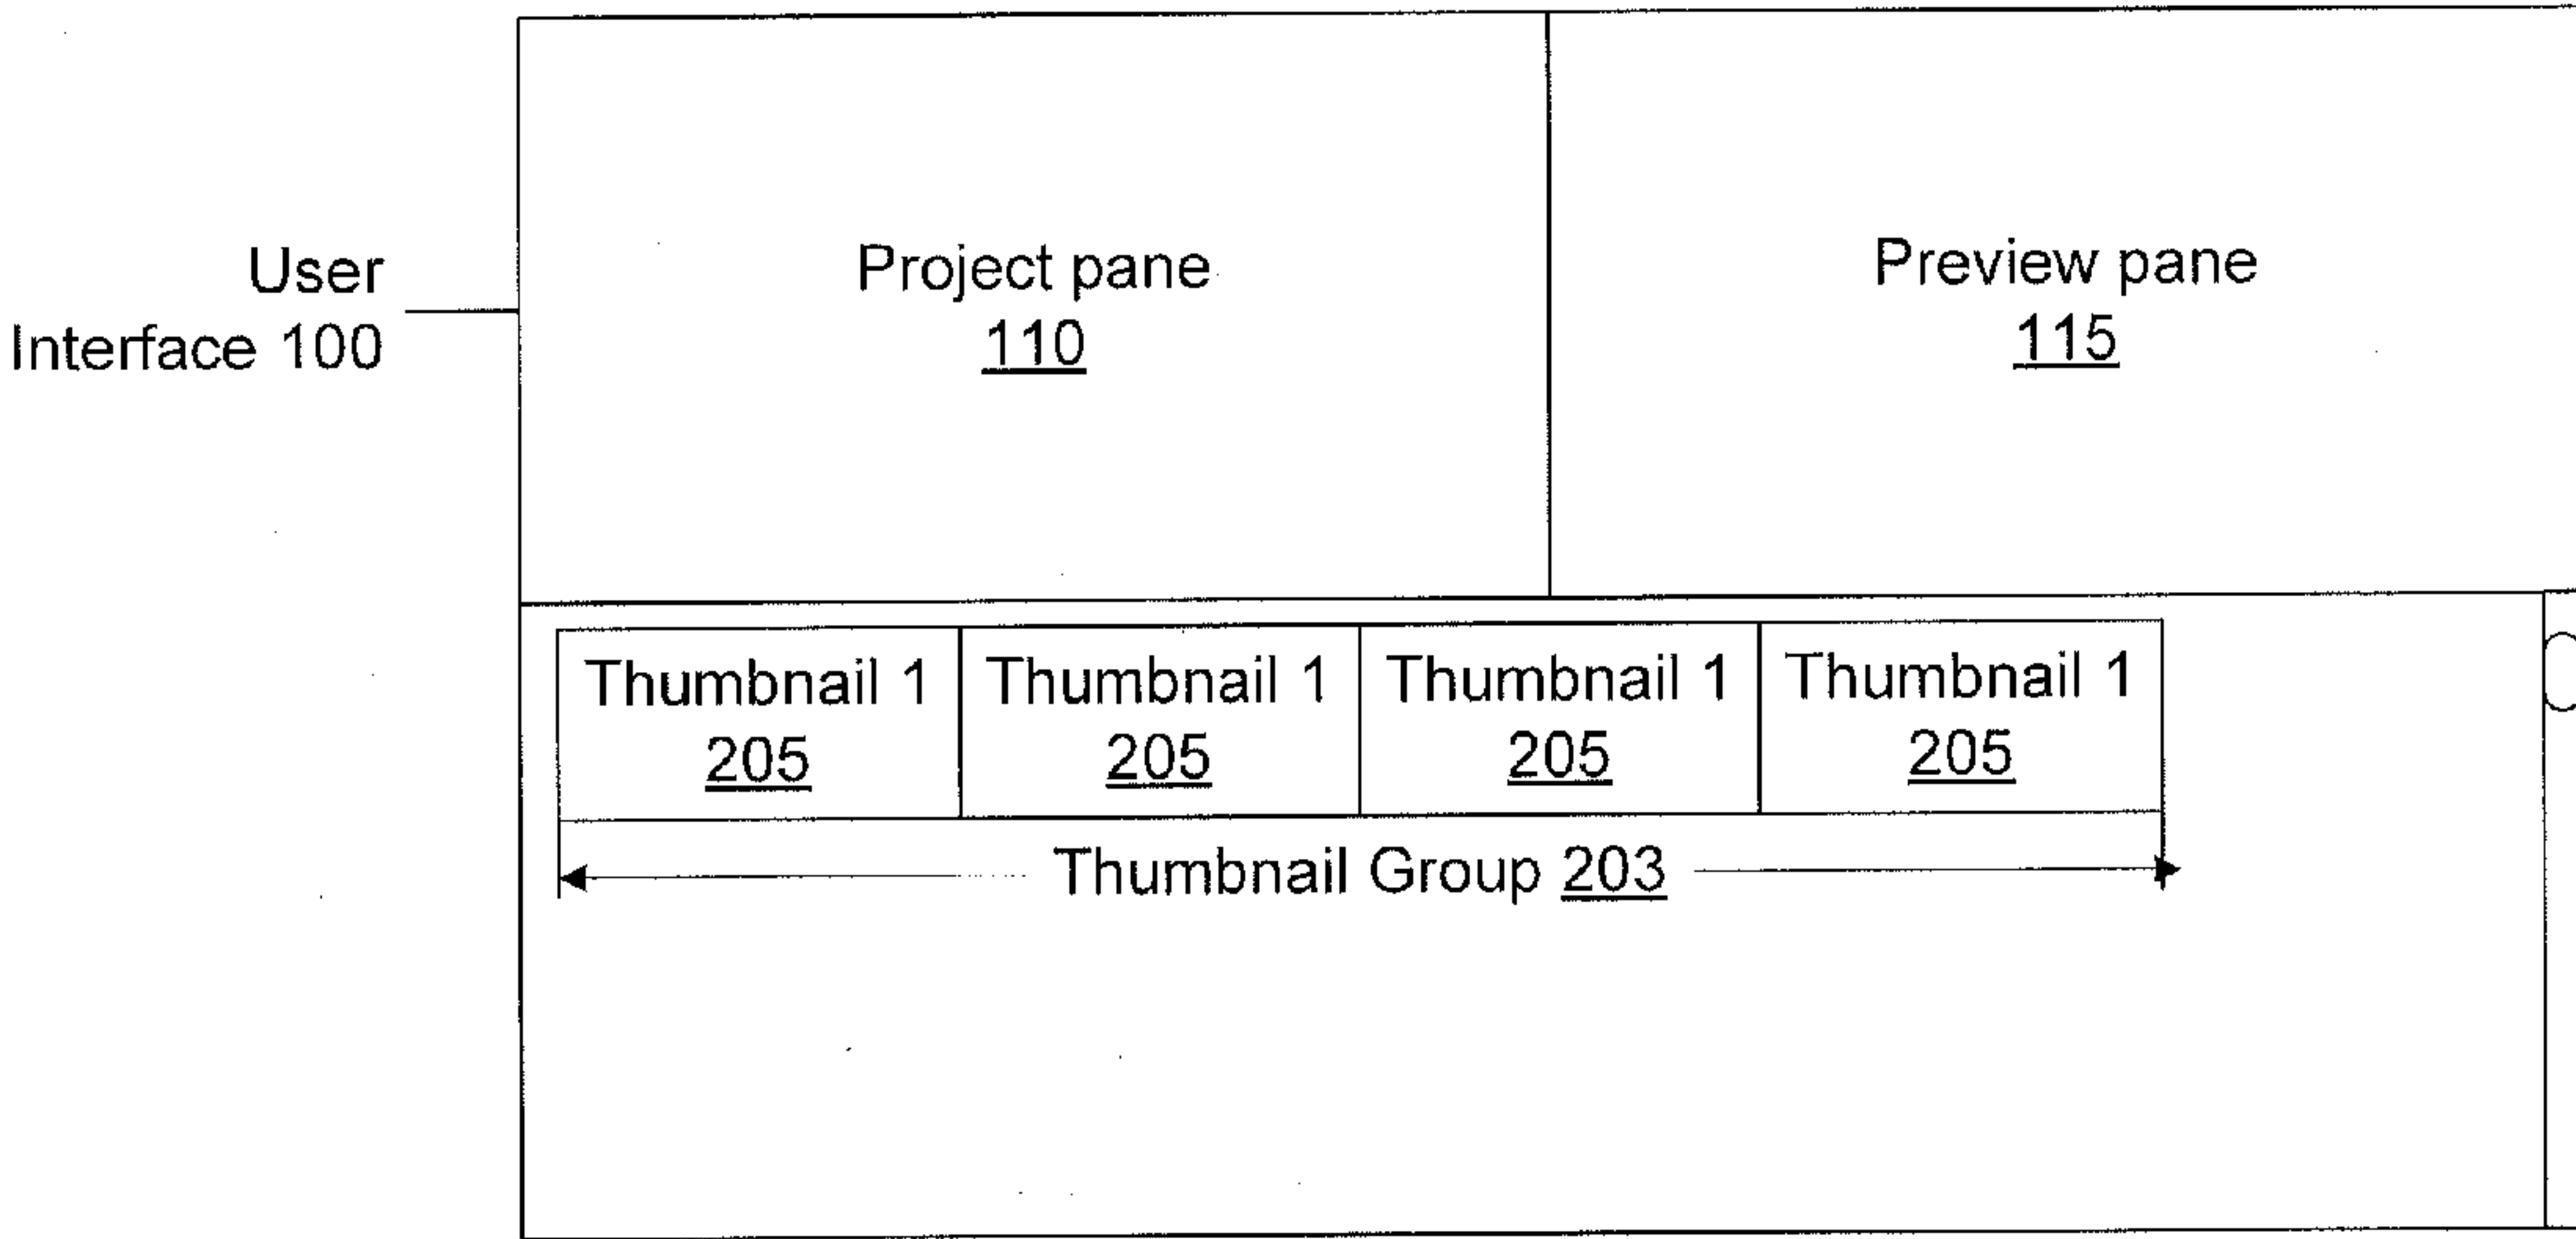 User
Interface 100
Project pane
110
Preview pane
115
Thumbnail 1
205
Thumbnail 1
205
Thumbnail 1
205
Thumbnail 1
205
Thumbnail Group 203